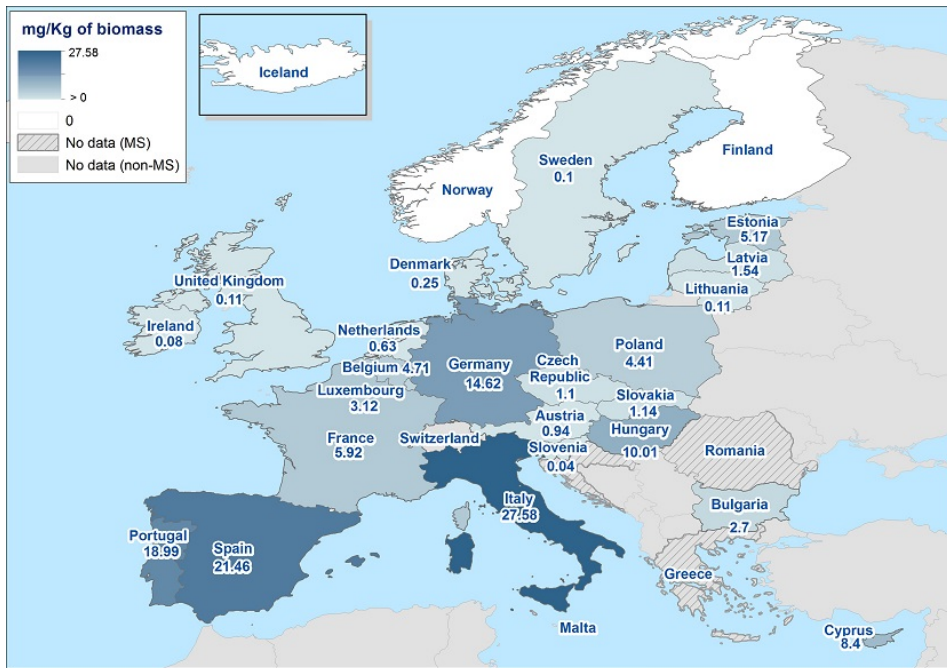 mg/Kg of biomass
27.58
> 0
0
No data (MS)
No data (non-MS)
Iceland
Norway
Sweden
0.1
Finland
Estonia
5.17
Latvia
1.54
Lithuania
0.11
Denmark
0.25
United Kingdom
0.11
Ireland
0.08
Netherlands
0.63
Belgium 4.71
Luxembourg
3.12
Germany
14.62
Poland
4.41
Czech
Republic
1.1
Slovakia
1.14
Austria
0.94
Hungary
10.01
France
5.92
Switzerland
Slovenia
0.04
Romania
Italy
27.58
Bulgaria
2.7
Portugal
18.99
Spain
21.46
Greece
Malta
Cyprus
8.4